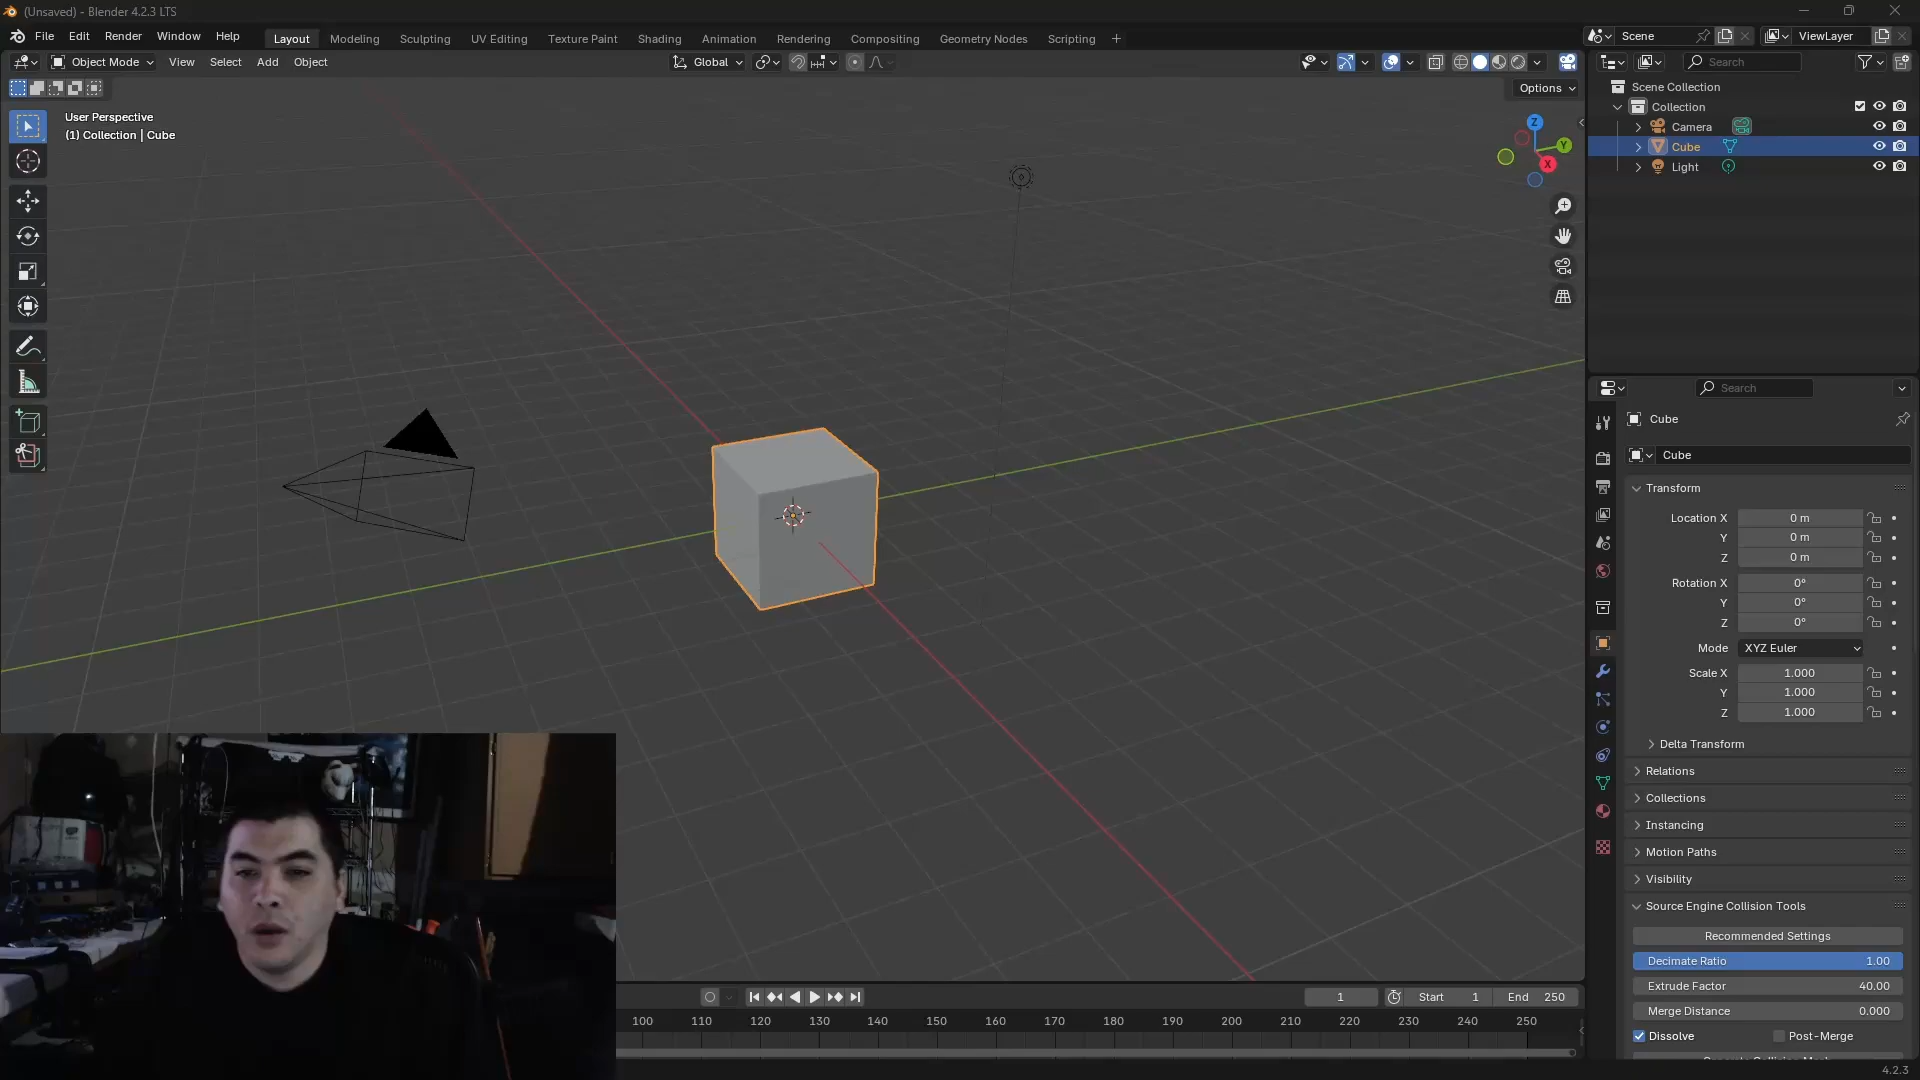 (Unsaved) - Blender 4.2.3 LTS
File Edit Render Window Help
Layout Modeling Sculpting UV Editing Texture Paint Shading Animation Rendering Compositing Geometry Nodes Scripting +
Scene
ViewLayer
Object Mode View Select Add Object
Global
Options
User Perspective
(1) Collection | Cube
Z
Y
X
Search
Scene Collection
Collection
Camera
Cube
Light
Search
Cube
Cube
Transform
Location X 0 m
Y 0 m
Z 0 m
Rotation X 0°
Y 0°
Z 0°
Mode XYZ Euler
Scale X 1.000
Y 1.000
Z 1.000
Delta Transform
Relations
Collections
Instancing
Motion Paths
Visibility
Source Engine Collision Tools
Recommended Settings
Decimate Ratio 1.00
Extrude Factor 40.00
Merge Distance 0.000
Dissolve Post-Merge
1 Start 1 End 250
100 110 120 130 140 150 160 170 180 190 200 210 220 230 240 250
4.2.3